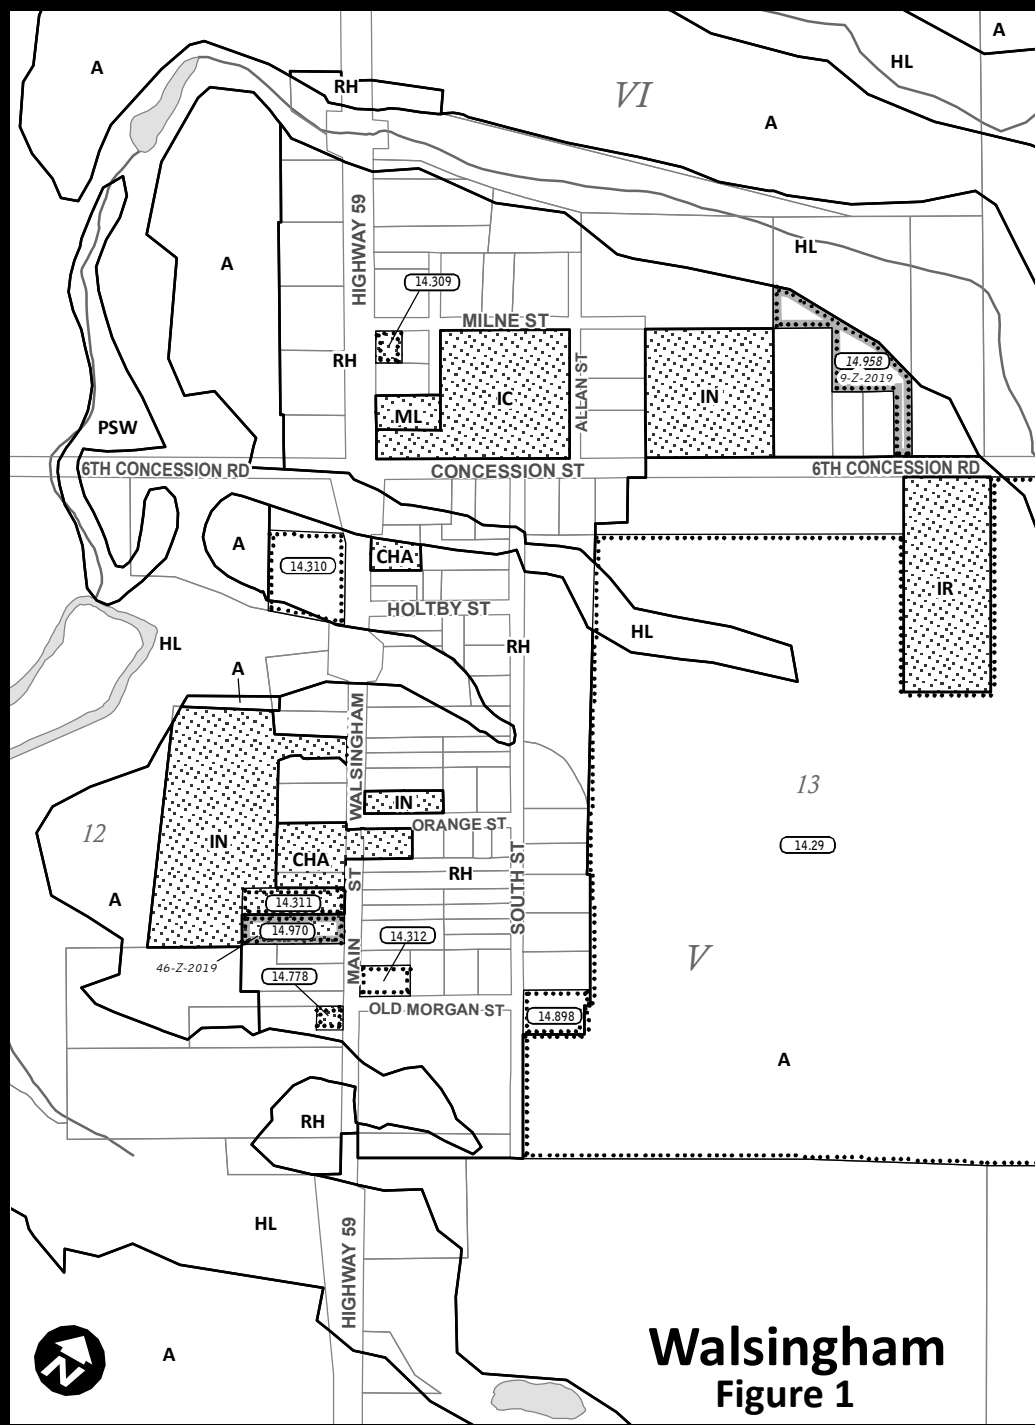 A
RH
VI
HL
A
A
HIGHWAY 59
A
HL
14.309
MILNE ST
RH
ALLAN ST
14.958
9-Z-2019
IC
IN
ML
PSW
6TH CONCESSION RD
CONCESSION ST
6TH CONCESSION RD
A
14.310
CHA
IR
HOLTBY ST
HL
A
RH
HL
WALSINGHAM
13
12
IN
IN
ORANGE ST
CHA
RH
SOUTH ST
14.29
A
ST
14.311
14.970
14.312
46-Z-2019
14.778
MAIN
V
OLD MORGAN ST
14.898
A
RH
HL
HIGHWAY 59
A
N
Walsingham
Figure 1